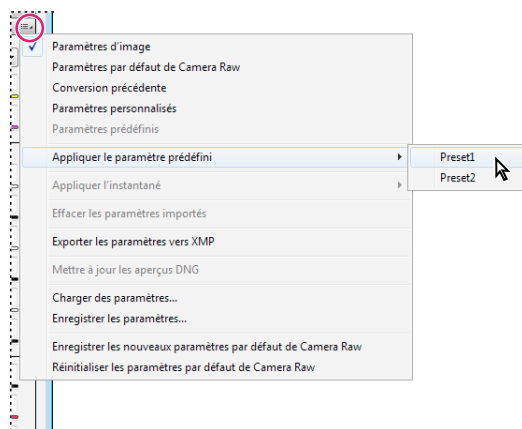 Paramètres d'image
Paramètres par défaut de Camera Raw
Conversion précédente
Paramètres personnalisés
Paramètres prédéfinis
Appliquer le paramètre prédéfini
Preset1
Preset2
Appliquer l'instantané
Effacer les paramètres importés
Exporter les paramètres vers XMP
Mettre à jour les aperçus DNG
Charger des paramètres...
Enregistrer les paramètres...
Enregistrer les nouveaux paramètres par défaut de Camera Raw
Réinitialiser les paramètres par défaut de Camera Raw